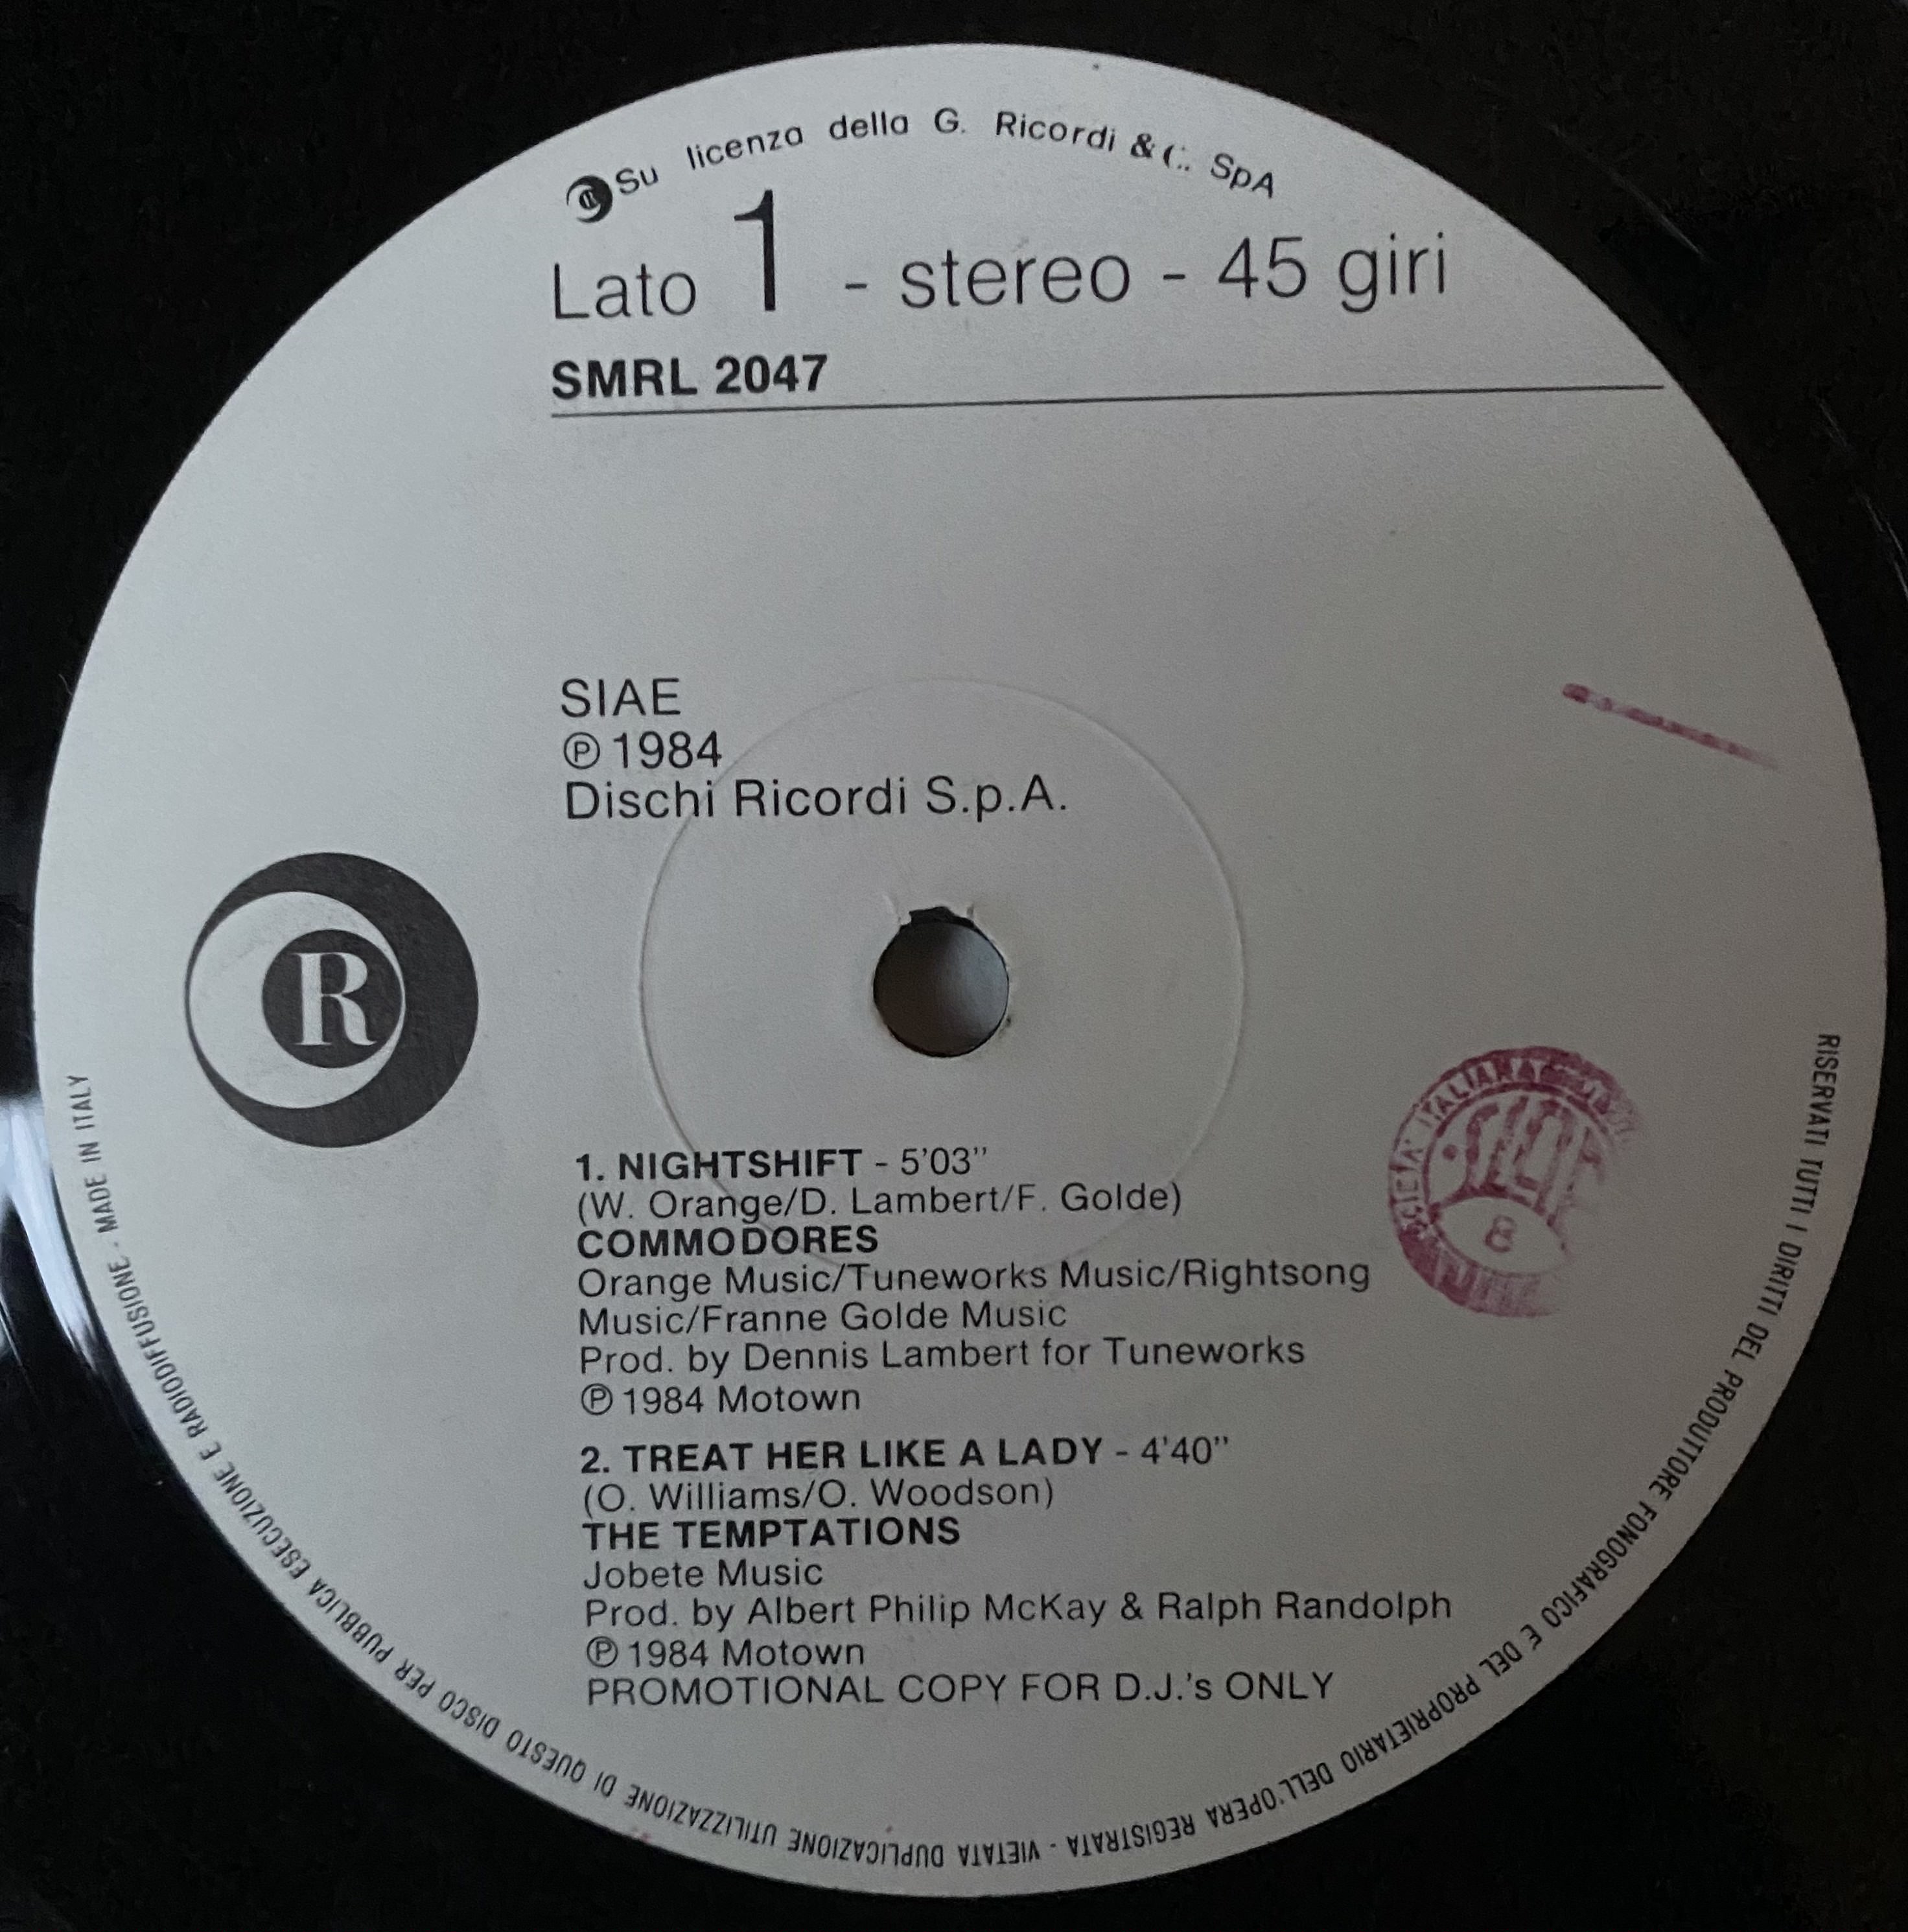 Su licenza della G. Ricordi & C. SpA
Lato 1 - stereo - 45 giri
SMRL 2047
SIAE
℗ 1984
Dischi Ricordi S.p.A.
R
1. NIGHTSHIFT - 5'03"
(W. Orange/D. Lambert/F. Golde)
COMMODORES
Orange Music/Tuneworks Music/Rightsong
Music/Franne Golde Music
Prod. by Dennis Lambert for Tuneworks
℗ 1984 Motown
2. TREAT HER LIKE A LADY - 4'40"
(O. Williams/O. Woodson)
THE TEMPTATIONS
Jobete Music
Prod. by Albert Philip McKay & Ralph Randolph
℗ 1984 Motown
PROMOTIONAL COPY FOR D.J.'s ONLY
SOCIETA' ITALIANA
SIAE
8
RISERVATI TUTTI I DIRITTI DEL PRODUTTORE FONOGRAFICO E DEL PROPRIETARIO DELL'OPERA REGISTRATA - VIETATA DUPLICAZIONE UTILIZZAZIONE DI QUESTO DISCO PER PUBBLICA ESECUZIONE E RADIODIFFUSIONE - MADE IN ITALY